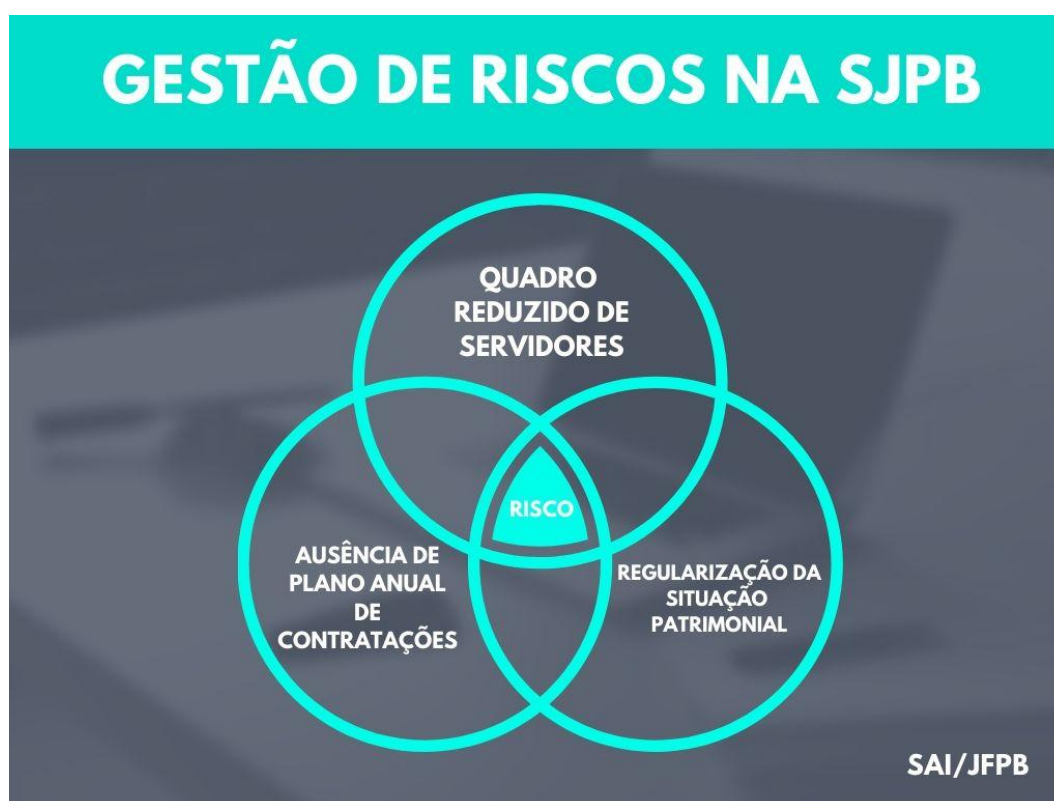 GESTÃO DE RISCOS NA SJPB
QUADRO
REDUZIDO DE
SERVIDORES
RISCO
AUSÊNCIA DE
PLANO ANUAL
DE
CONTRATAÇÕES
REGULARIZAÇÃO DA
SITUAÇÃO
PATRIMONIAL
SAI/JFPB